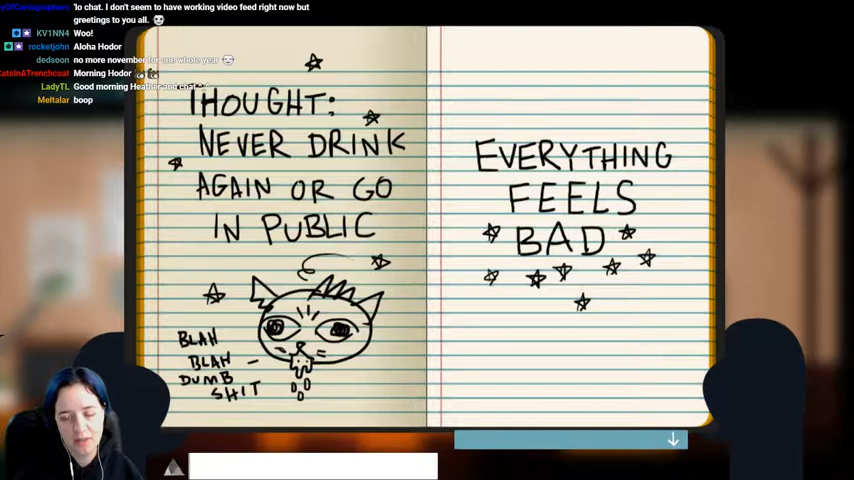 'lo chat. I don't seem to have working video feed right now but
greetings to you all.
KV1NN4 Woo!
rocketjohn Aloha Hodor
dedsoon no more november for one whole year
CatsInATrenchcoat Morning Hodor
LadyTL Good morning Heather and chat
Meltalar boop
THOUGHT:
NEVER DRINK
AGAIN OR GO
IN PUBLIC
BLAH
BLAH
DUMB
SHIT
EVERYTHING
FEELS
BAD